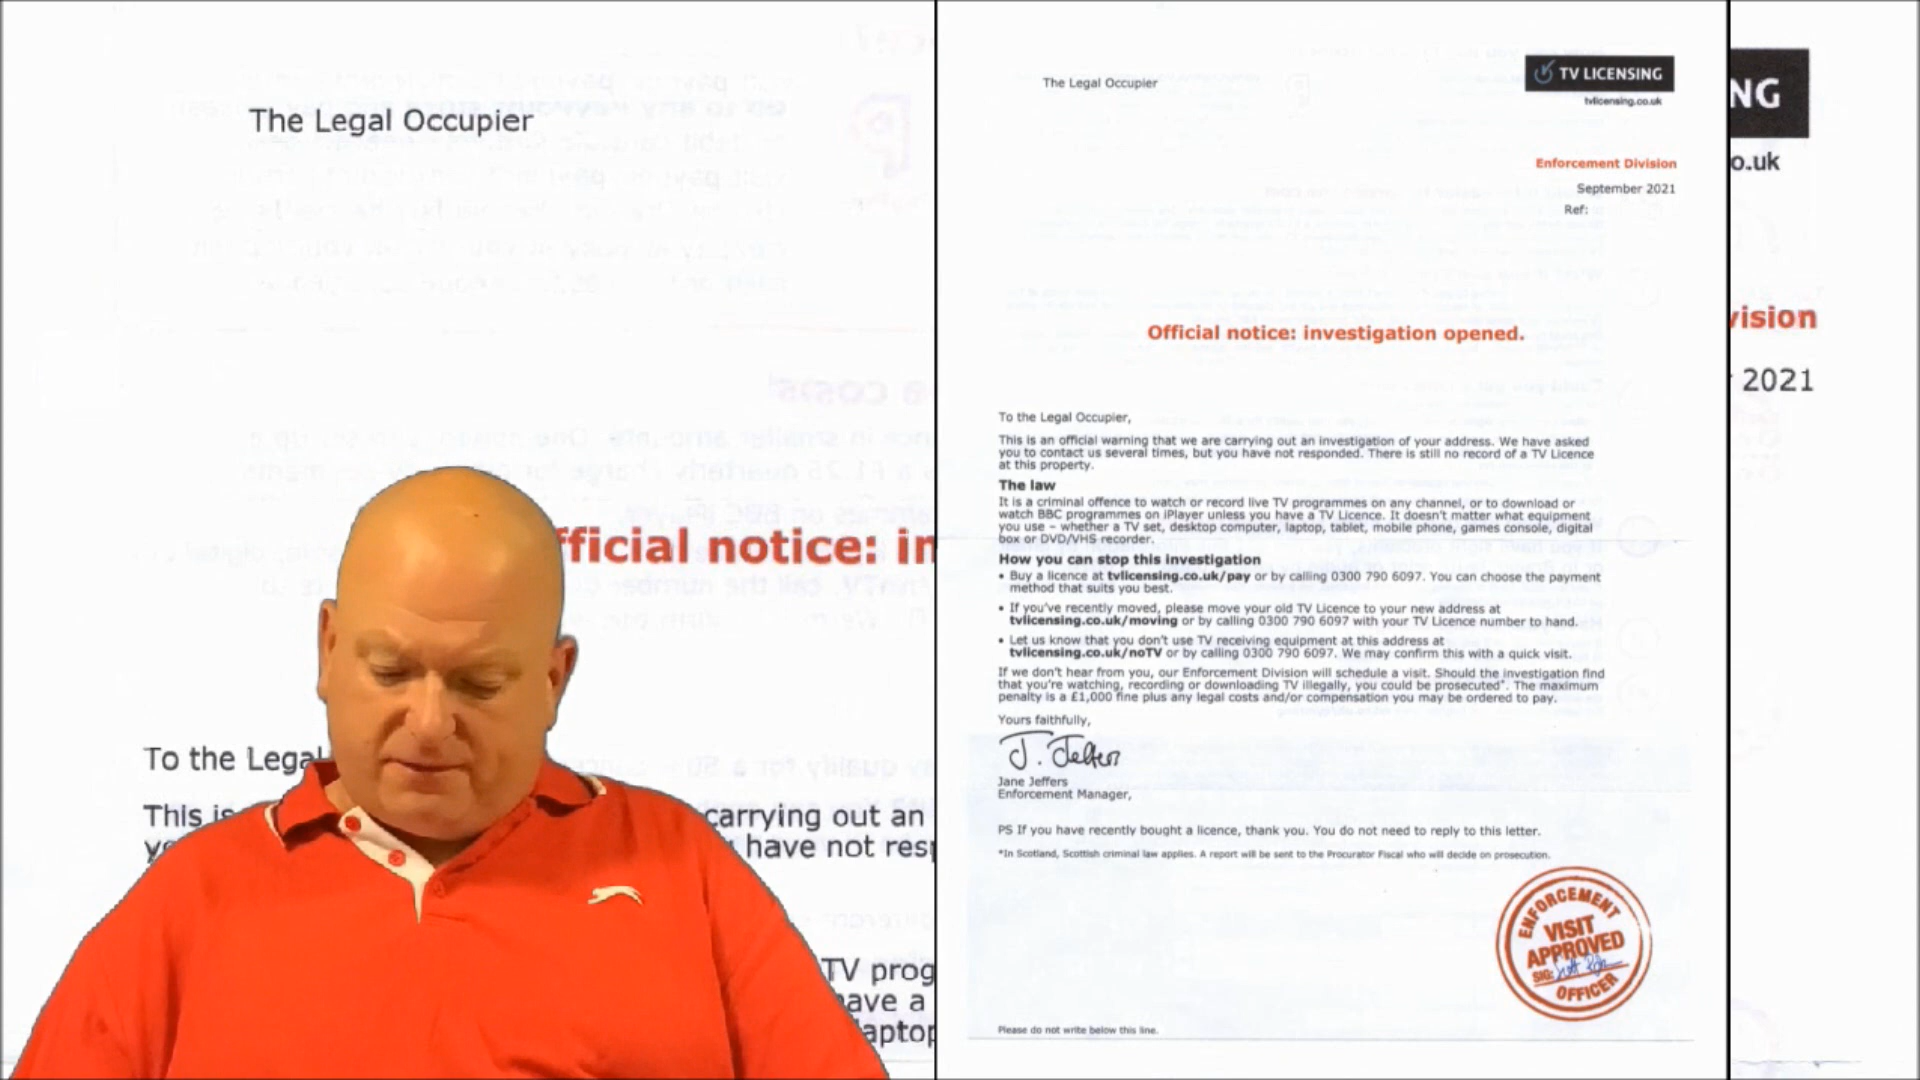 The Legal Occupier
fficial notice: in
To the Lega
This is
carrying out an
have not resp
TV prog
have a
laptop
The Legal Occupier
TV LICENSING
tvlicensing.co.uk
Enforcement Division
September 2021
Ref:
Official notice: investigation opened.
To the Legal Occupier,
This is an official warning that we are carrying out an investigation of your address. We have asked
you to contact us several times, but you have not responded. There is still no record of a TV Licence
at this property.
The law
It is a criminal offence to watch or record live TV programmes on any channel, or to download or
watch BBC programmes on iPlayer unless you have a TV Licence. It doesn't matter what equipment
you use – whether a TV set, desktop computer, laptop, tablet, mobile phone, games console, digital
box or DVD/VHS recorder.
How you can stop this investigation
• Buy a licence at tvlicensing.co.uk/pay or by calling 0300 790 6097. You can choose the payment
method that suits you best.
• If you've recently moved, please move your old TV Licence to your new address at
tvlicensing.co.uk/moving or by calling 0300 790 6097 with your TV Licence number to hand.
• Let us know that you don't use TV receiving equipment at this address at
tvlicensing.co.uk/noTV or by calling 0300 790 6097. We may confirm this with a quick visit.
If we don't hear from you, our Enforcement Division will schedule a visit. Should the investigation find
that you're watching, recording or downloading TV illegally, you could be prosecuted*. The maximum
penalty is a £1,000 fine plus any legal costs and/or compensation you may be ordered to pay.
Yours faithfully,
J. Jeffers
Jane Jeffers
Enforcement Manager,
PS If you have recently bought a licence, thank you. You do not need to reply to this letter.
*In Scotland, Scottish criminal law applies. A report will be sent to the Procurator Fiscal who will decide on prosecution.
ENFORCEMENT
VISIT
APPROVED
SIG:
OFFICER
Please do not write below this line.
NG
o.uk
vision
2021